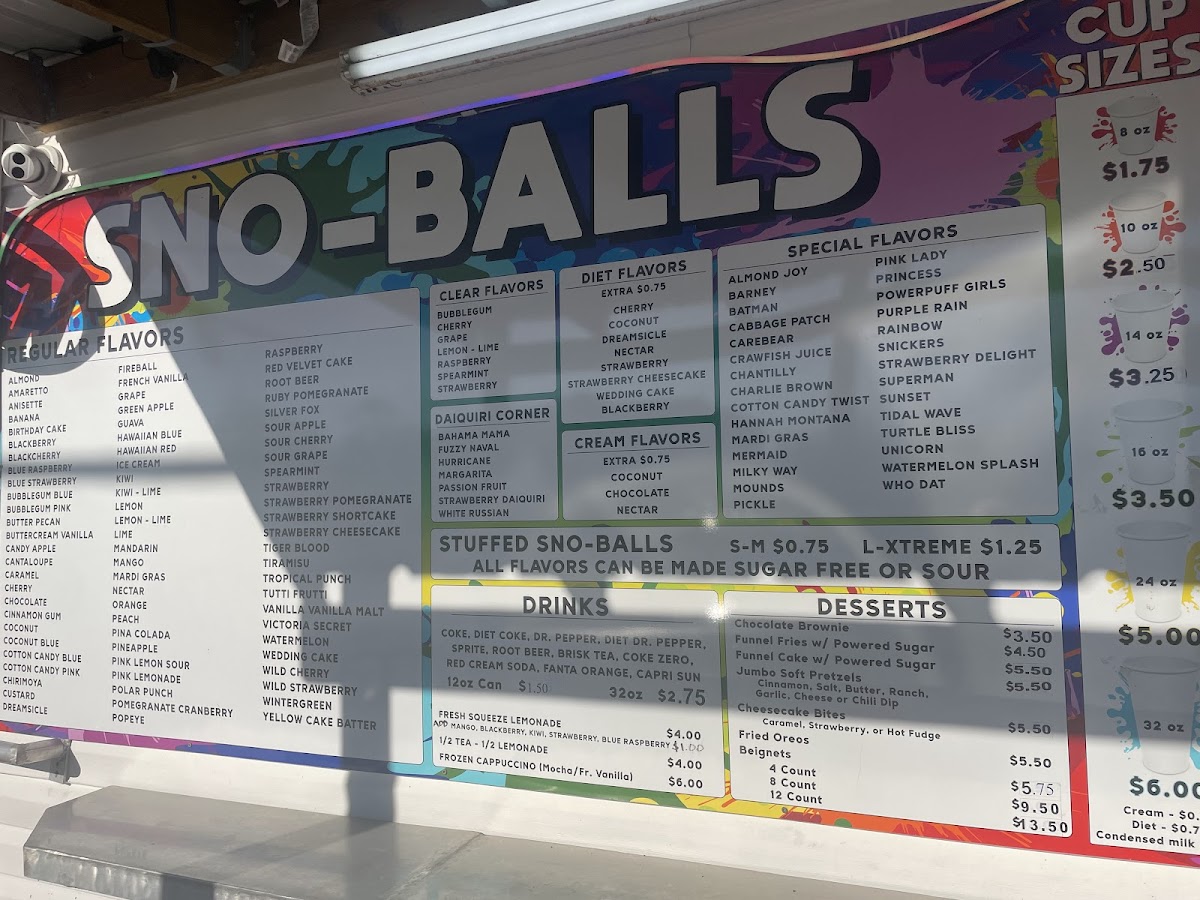 SNO-BALLS
REGULAR FLAVORS
ALMOND
AMARETTO
ANISETTE
BANANA
BIRTHDAY CAKE
BLACKBERRY
BLACKCHERRY
BLUE RASPBERRY
BLUE STRAWBERRY
BUBBLEGUM BLUE
BUBBLEGUM PINK
BUTTER PECAN
BUTTERCREAM VANILLA
CANDY APPLE
CANTALOUPE
CARAMEL
CHERRY
CHOCOLATE
CINNAMON GUM
COCONUT
COCONUT BLUE
COTTON CANDY BLUE
COTTON CANDY PINK
CHIRIMOYA
CUSTARD
DREAMSICLE
FIREBALL
FRENCH VANILLA
GRAPE
GREEN APPLE
GUAVA
HAWAIIAN BLUE
HAWAIIAN RED
ICE CREAM
KIWI
KIWI - LIME
LEMON
LEMON - LIME
LIME
MANDARIN
MANGO
MARDI GRAS
NECTAR
ORANGE
PEACH
PINA COLADA
PINEAPPLE
PINK LEMON SOUR
PINK LEMONADE
POLAR PUNCH
POMEGRANATE CRANBERRY
POPEYE
RASPBERRY
RED VELVET CAKE
ROOT BEER
RUBY POMEGRANATE
SILVER FOX
SOUR APPLE
SOUR CHERRY
SOUR GRAPE
SPEARMINT
STRAWBERRY
STRAWBERRY POMEGRANATE
STRAWBERRY SHORTCAKE
STRAWBERRY CHEESECAKE
TIGER BLOOD
TIRAMISU
TROPICAL PUNCH
TUTTI FRUTTI
VANILLA VANILLA MALT
VICTORIA SECRET
WATERMELON
WEDDING CAKE
WILD CHERRY
WILD STRAWBERRY
WINTERGREEN
YELLOW CAKE BATTER
CLEAR FLAVORS
BUBBLEGUM
CHERRY
GRAPE
LEMON - LIME
RASPBERRY
SPEARMINT
STRAWBERRY
DAIQUIRI CORNER
BAHAMA MAMA
FUZZY NAVAL
HURRICANE
MARGARITA
PASSION FRUIT
STRAWBERRY DAIQUIRI
WHITE RUSSIAN
DIET FLAVORS
EXTRA $0.75
CHERRY
COCONUT
DREAMSICLE
NECTAR
STRAWBERRY
STRAWBERRY CHEESECAKE
WEDDING CAKE
BLACKBERRY
CREAM FLAVORS
EXTRA $0.75
COCONUT
CHOCOLATE
NECTAR
SPECIAL FLAVORS
ALMOND JOY
BARNEY
BATMAN
CABBAGE PATCH
CAREBEAR
CRAWFISH JUICE
CHANTILLY
CHARLIE BROWN
COTTON CANDY TWIST
HANNAH MONTANA
MARDI GRAS
MERMAID
MILKY WAY
MOUNDS
PICKLE
PINK LADY
PRINCESS
POWERPUFF GIRLS
PURPLE RAIN
RAINBOW
SNICKERS
STRAWBERRY DELIGHT
SUPERMAN
SUNSET
TIDAL WAVE
TURTLE BLISS
UNICORN
WATERMELON SPLASH
WHO DAT
STUFFED SNO-BALLS S-M $0.75 L-XTREME $1.25
ALL FLAVORS CAN BE MADE SUGAR FREE OR SOUR
DRINKS
COKE, DIET COKE, DR. PEPPER, DIET DR. PEPPER,
SPRITE, ROOT BEER, BRISK TEA, COKE ZERO,
RED CREAM SODA, FANTA ORANGE, CAPRI SUN
12oz Can $1.50 32oz $2.75
FRESH SQUEEZE LEMONADE $4.00
ADD MANGO, BLACKBERRY, KIWI, STRAWBERRY, BLUE RASPBERRY $1.00
1/2 TEA - 1/2 LEMONADE $4.00
FROZEN CAPPUCCINO (Mocha/Fr. Vanilla) $6.00
DESSERTS
Chocolate Brownie $3.50
Funnel Fries w/ Powered Sugar $4.50
Funnel Cake w/ Powered Sugar $5.50
Jumbo Soft Pretzels $5.50
Cinnamon, Salt, Butter, Ranch,
Garlic, Cheese or Chili Dip
Cheesecake Bites $5.50
Caramel, Strawberry, or Hot Fudge
Fried Oreos $5.50
Beignets
4 Count $5.75
8 Count $9.50
12 Count $13.50
CUP
SIZES
8 oz
$1.75
10 oz
$2.50
14 oz
$3.25
16 oz
$3.50
24 oz
$5.00
32 oz
$6.00
Cream - $0.
Diet - $0.7
Condensed milk